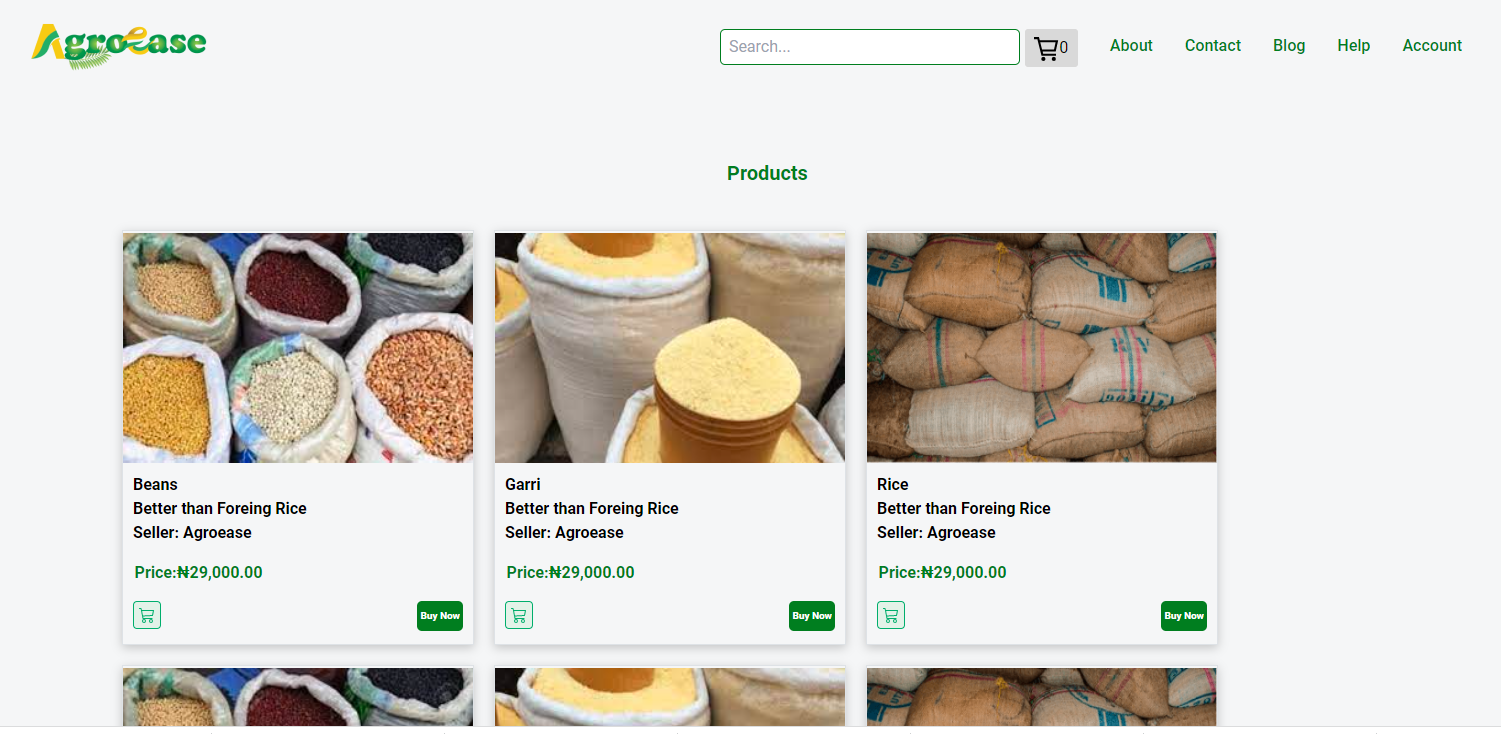 Agroease
Search...
0
About
Contact
Blog
Help
Account
Products
Beans
Better than Foreing Rice
Seller: Agroease
Price:₦29,000.00
Buy Now
Garri
Better than Foreing Rice
Seller: Agroease
Price:₦29,000.00
Buy Now
Rice
Better than Foreing Rice
Seller: Agroease
Price:₦29,000.00
Buy Now